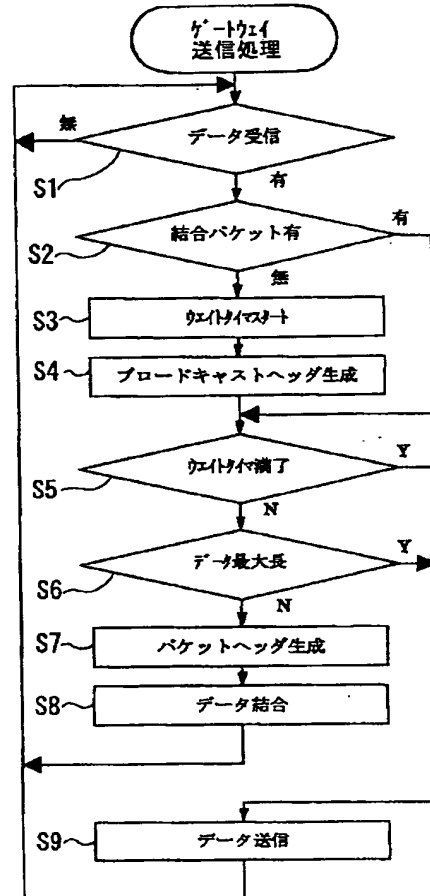 ゲートウェイ
送信処理
無
データ受信
S1
有
結合パケット有
有
S2
無
S3
ウエイトタイマスタート
S4
ブロードキャストヘッダ生成
ウエイトタイマ満了
Y
S5
N
データ最大長
Y
S6
N
S7
パケットヘッダ生成
S8
データ結合
S9
データ送信